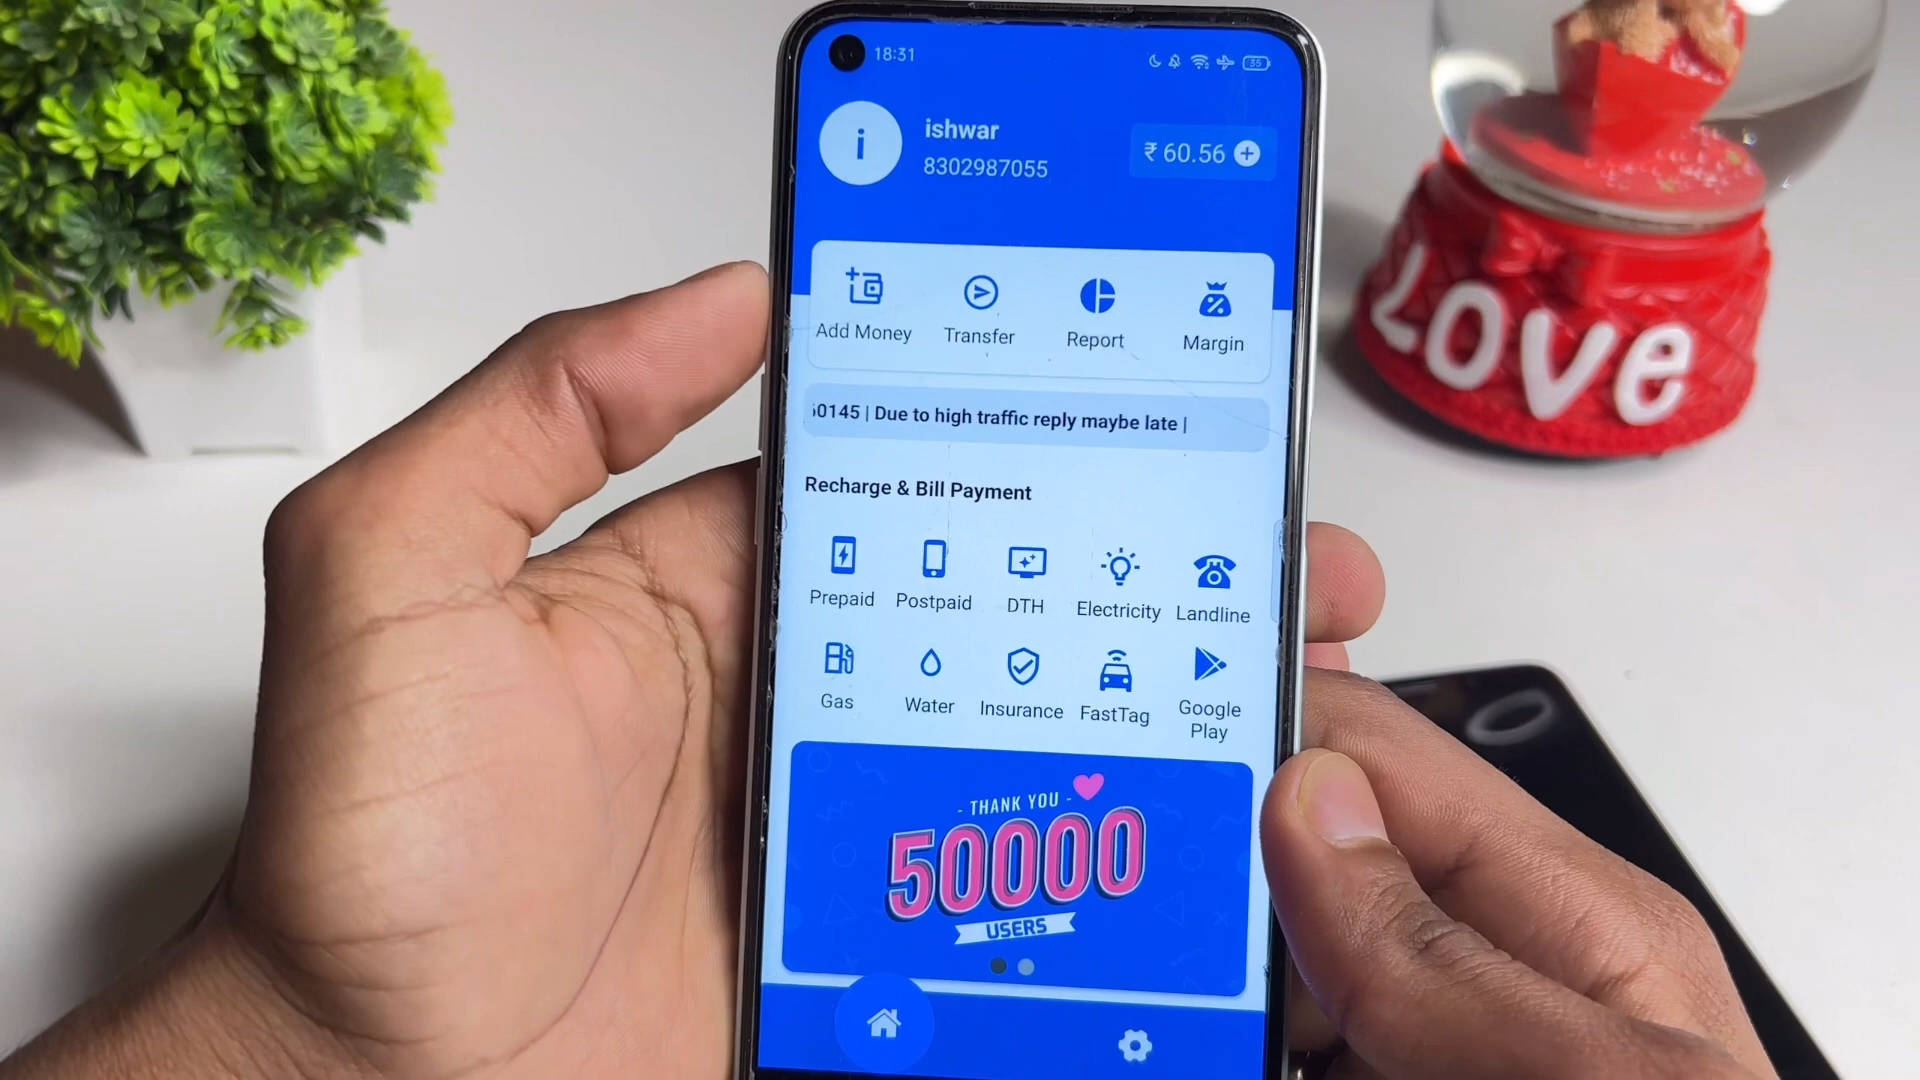 18:31
35
i
ishwar
8302987055
₹ 60.56
Add Money
Transfer
Report
Margin
0145 | Due to high traffic reply maybe late |
Recharge & Bill Payment
Prepaid
Postpaid
DTH
Electricity
Landline
Gas
Water
Insurance
FastTag
Google
Play
- THANK YOU -
50000
USERS
LOVE